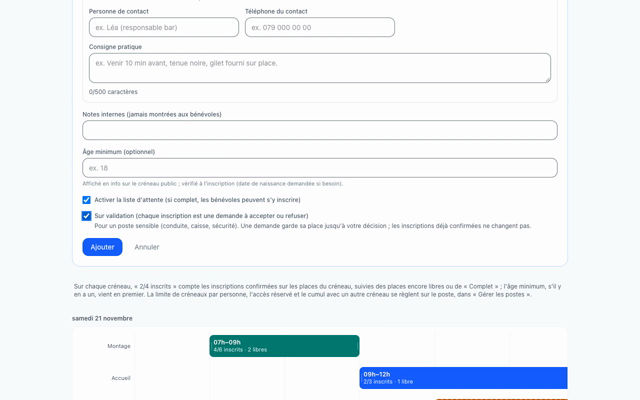 Personne de contact
Téléphone du contact
ex. Léa (responsable bar)
ex. 079 000 00 00
Consigne pratique
ex. Venir 10 min avant, tenue noire, gilet fourni sur place.
0/500 caractères
Notes internes (jamais montrées aux bénévoles)
Âge minimum (optionnel)
ex. 18
Affiché en info sur le créneau public ; vérifié à l'inscription (date de naissance demandée si besoin).
Activer la liste d'attente (si complet, les bénévoles peuvent s'y inscrire)
Sur validation (chaque inscription est une demande à accepter ou refuser)
Pour un poste sensible (conduite, caisse, sécurité). Une demande garde sa place jusqu'à votre décision ; les inscriptions déjà confirmées ne changent pas.
Ajouter
Annuler
Sur chaque créneau, « 2/4 inscrits » compte les inscriptions confirmées sur les places du créneau, suivies des places encore libres ou de « Complet » ; l'âge minimum, s'il y
en a un, vient en premier. La limite de créneaux par personne, l'accès réservé et le cumul avec un autre créneau se règlent sur le poste, dans « Gérer les postes ».
samedi 21 novembre
Montage
07h–09h
4/6 inscrits · 2 libres
Accueil
09h–12h
2/3 inscrits · 1 libre